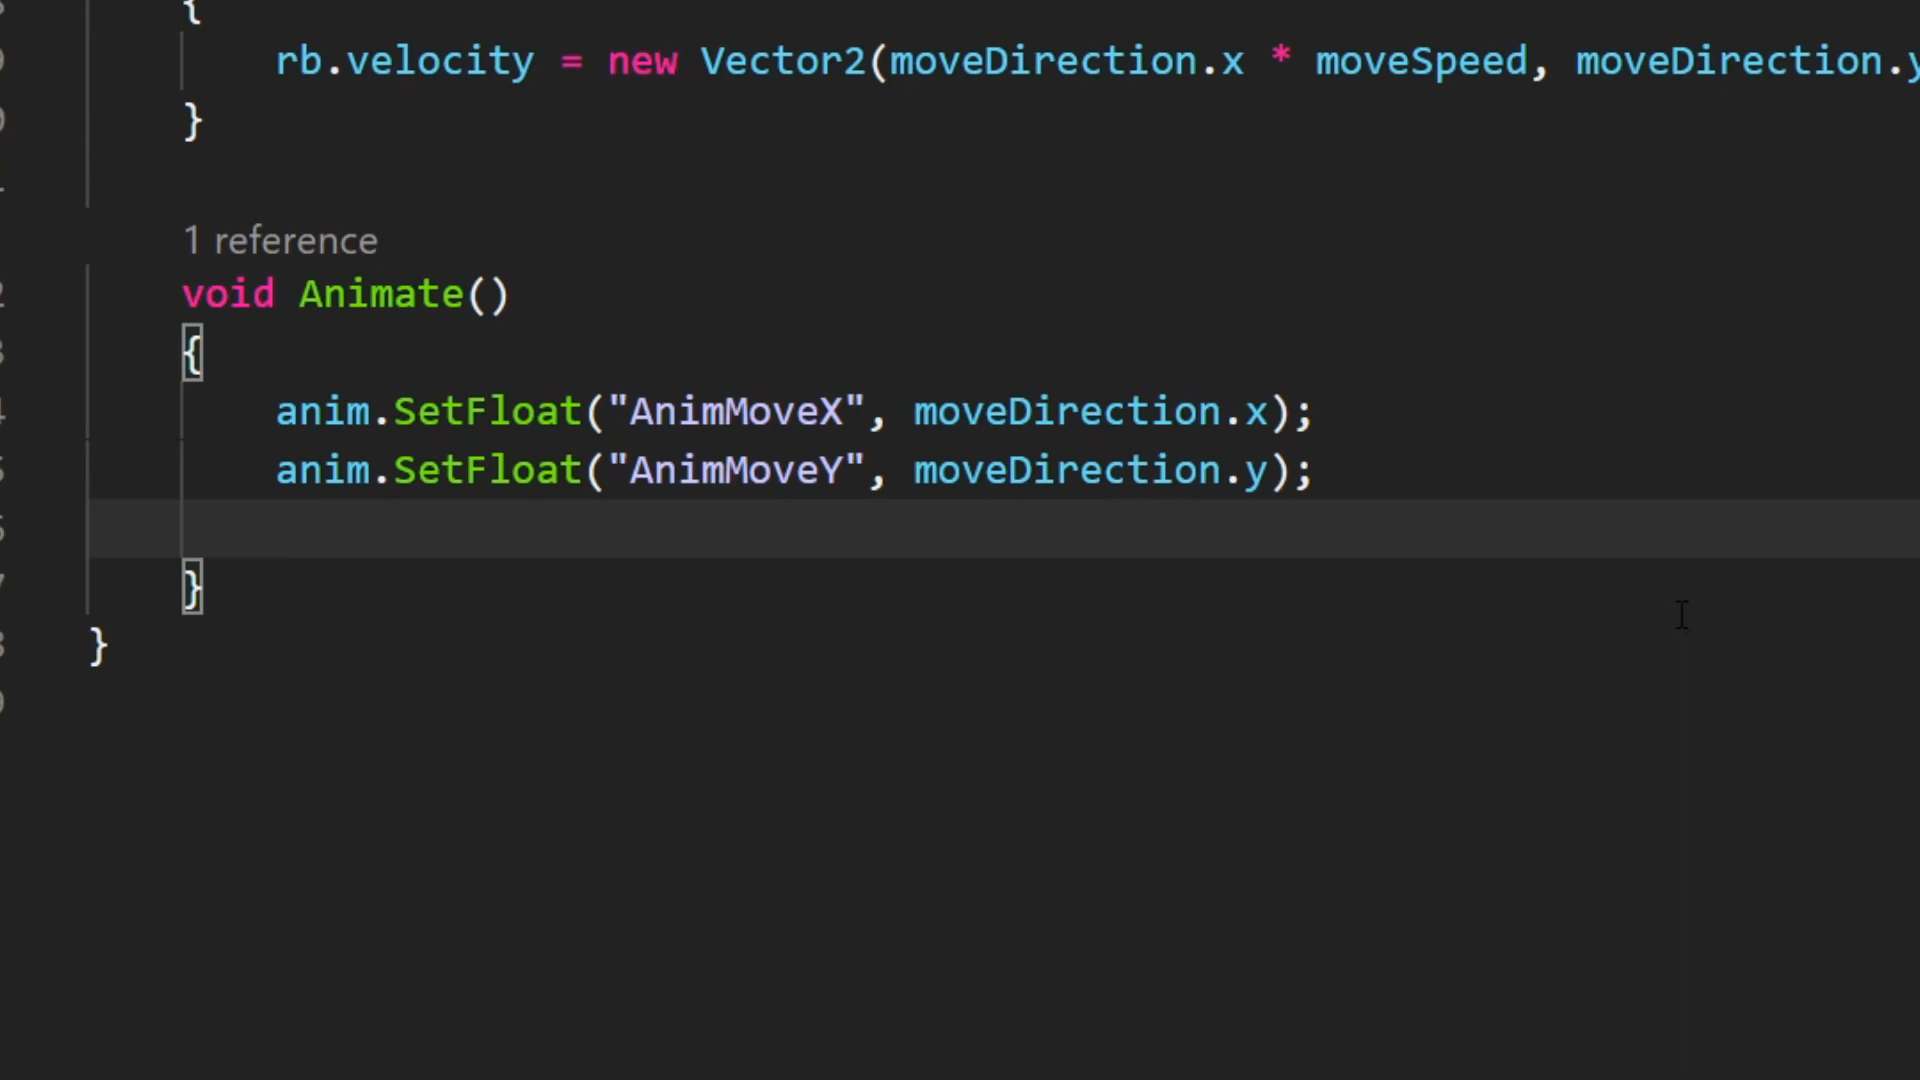 {
rb.velocity = new Vector2(moveDirection.x * moveSpeed, moveDirection.y
}
1 reference
void Animate()
{
anim.SetFloat("AnimMoveX", moveDirection.x);
anim.SetFloat("AnimMoveY", moveDirection.y);
}
}